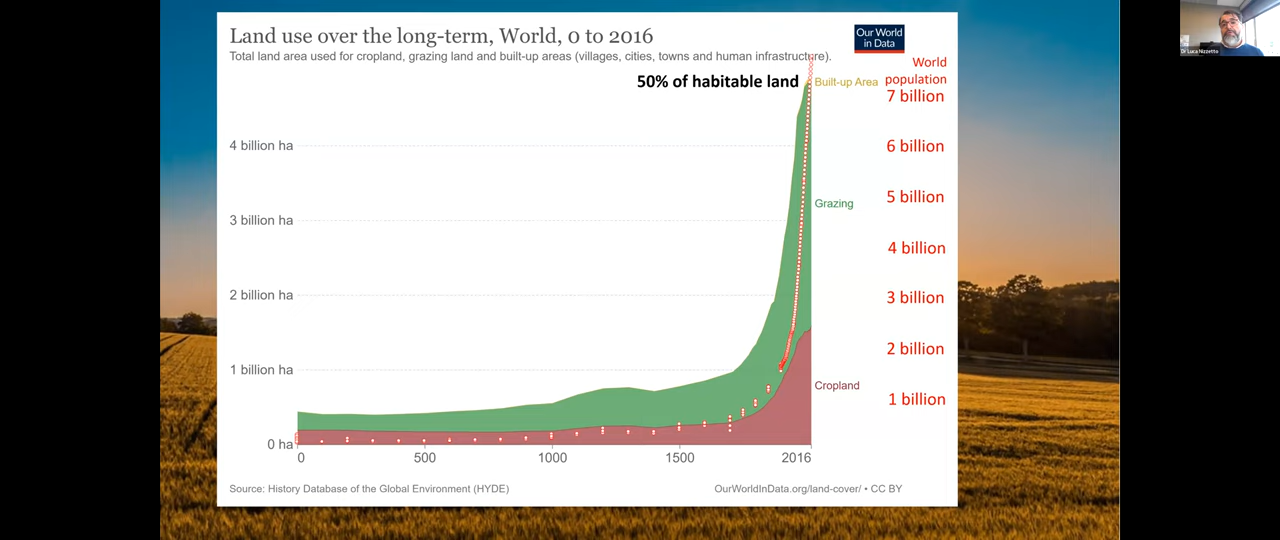 Land use over the long-term, World, 0 to 2016
Our World
in Data
Total land area used for cropland, grazing land and built-up areas (villages, cities, towns and human infrastructure).
50% of habitable land
Built-up Area
World
population
7 billion
4 billion ha
6 billion
3 billion ha
Grazing
5 billion
4 billion
2 billion ha
3 billion
1 billion ha
2 billion
Cropland
1 billion
0 ha
0
500
1000
1500
2016
Source: History Database of the Global Environment (HYDE)
OurWorldInData.org/land-cover/ • CC BY
Dr Luca Nizzetto